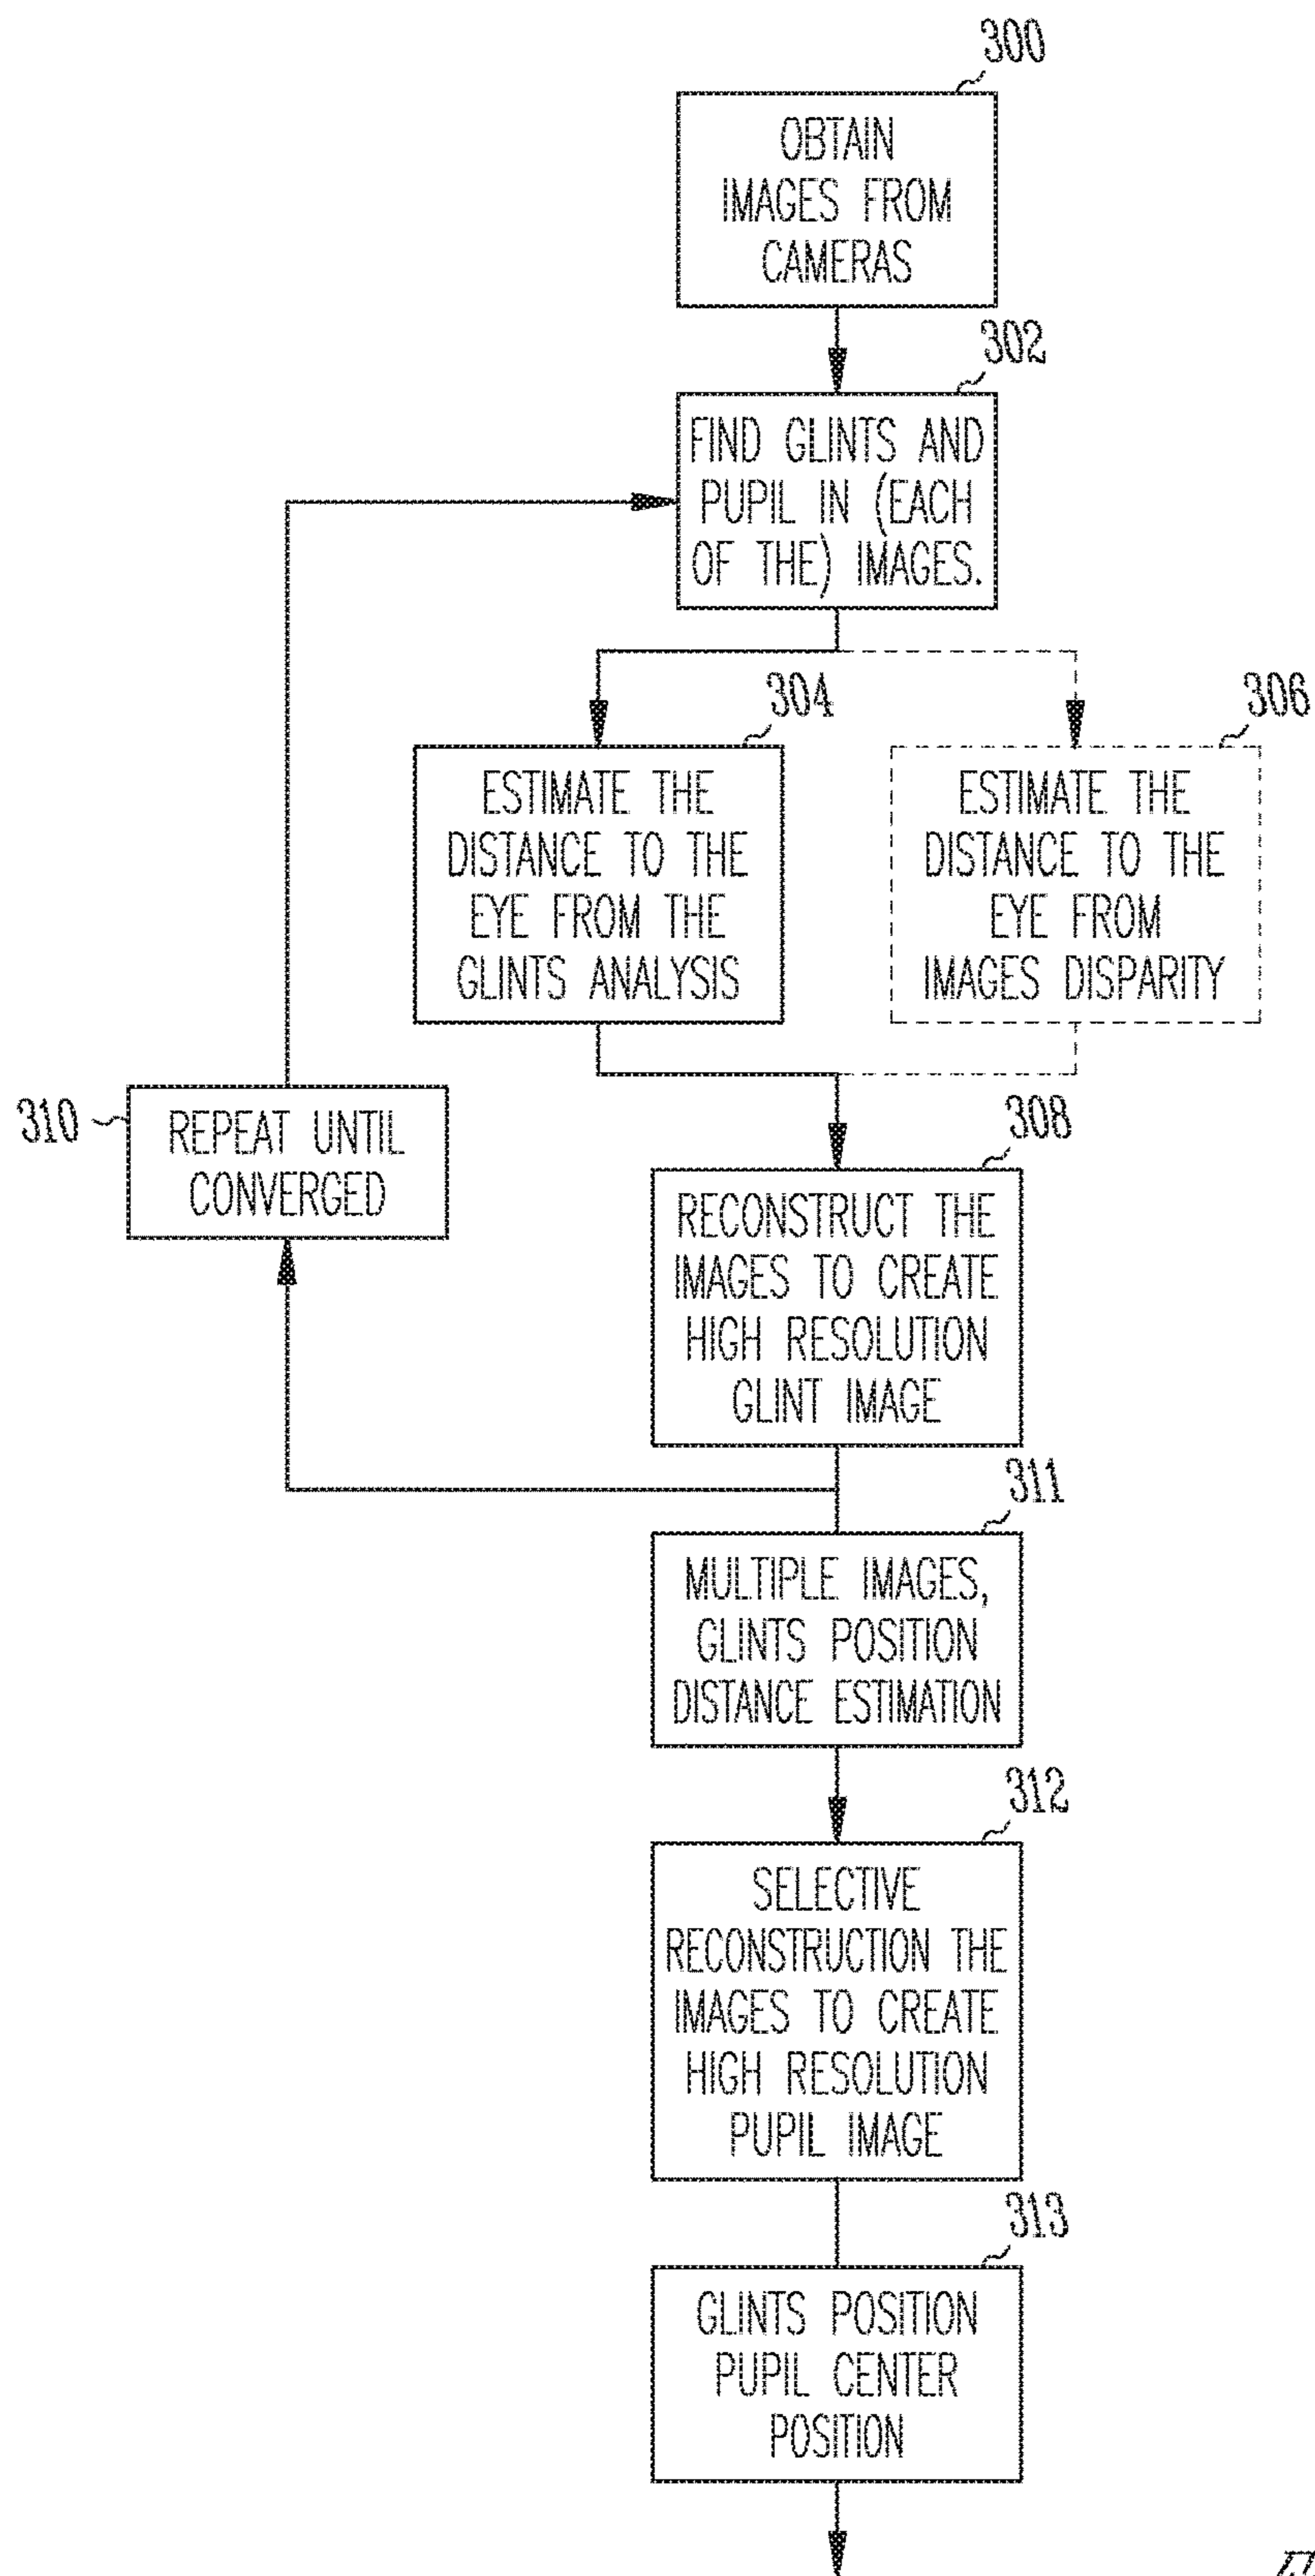 300
OBTAIN
IMAGES FROM
CAMERAS
302
FIND GLINTS AND
PUPIL IN (EACH
OF THE) IMAGES.
304
ESTIMATE THE
DISTANCE TO THE
EYE FROM THE
GLINTS ANALYSIS
306
ESTIMATE THE
DISTANCE TO THE
EYE FROM
IMAGES DISPARITY
310
REPEAT UNTIL
CONVERGED
308
RECONSTRUCT THE
IMAGES TO CREATE
HIGH RESOLUTION
GLINT IMAGE
311
MULTIPLE IMAGES,
GLINTS POSITION
DISTANCE ESTIMATION
312
SELECTIVE
RECONSTRUCTION THE
IMAGES TO CREATE
HIGH RESOLUTION
PUPIL IMAGE
313
GLINTS POSITION
PUPIL CENTER
POSITION